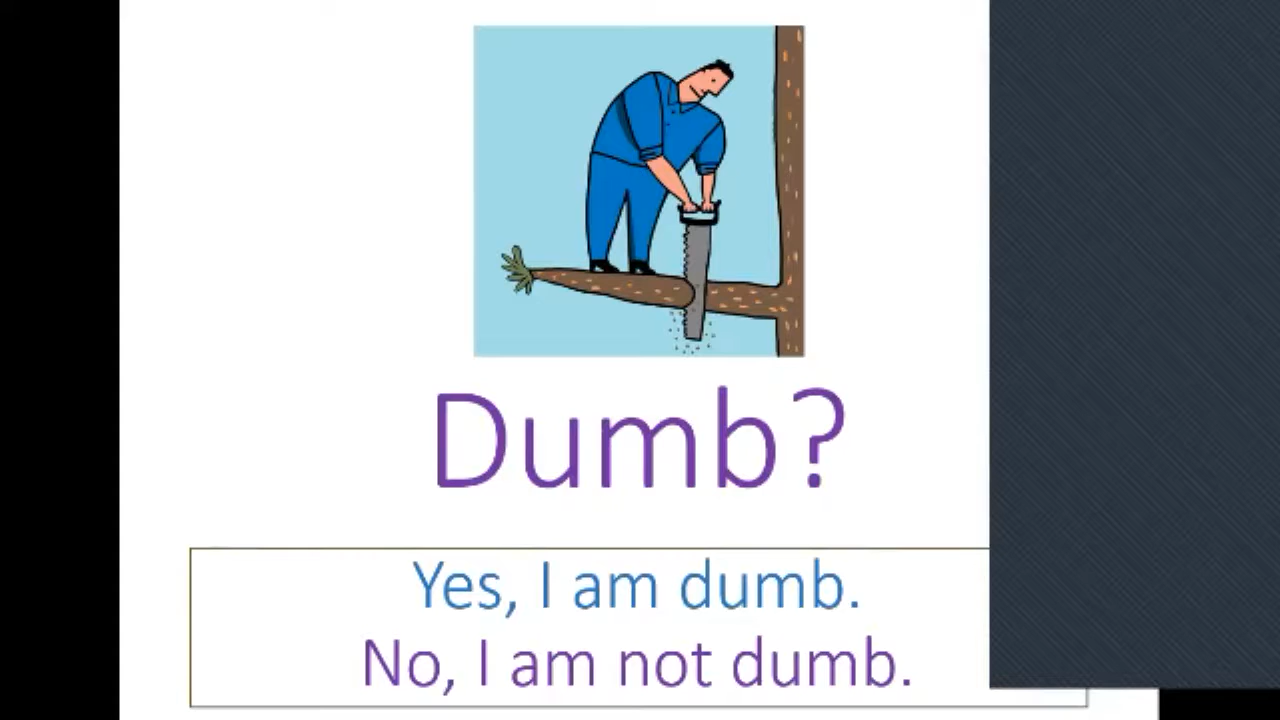 Dumb?
Yes, I am dumb.
No, I am not dumb.